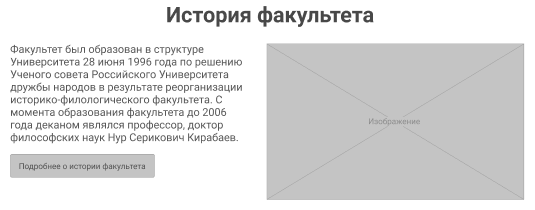 История факультета
Факультет был образован в структуре
Университета 28 июня 1996 года по решению
Ученого совета Российского Университета
дружбы народов в результате реорганизации
историко-филологического факультета. С
момента образования факультета до 2006
года деканом являлся профессор, доктор
философских наук Нур Серикович Кирабаев.
Изображение
Подробнее о истории факультета